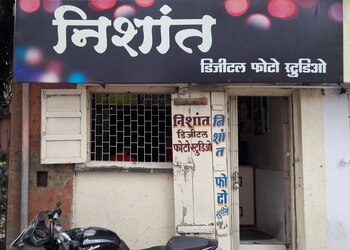 निशांत
डिजीटल फोटो स्टुडिओ
निशांत
डिजीटल
फोटो स्टुडिओ
निशांत
फोटो
स्टुडिओ